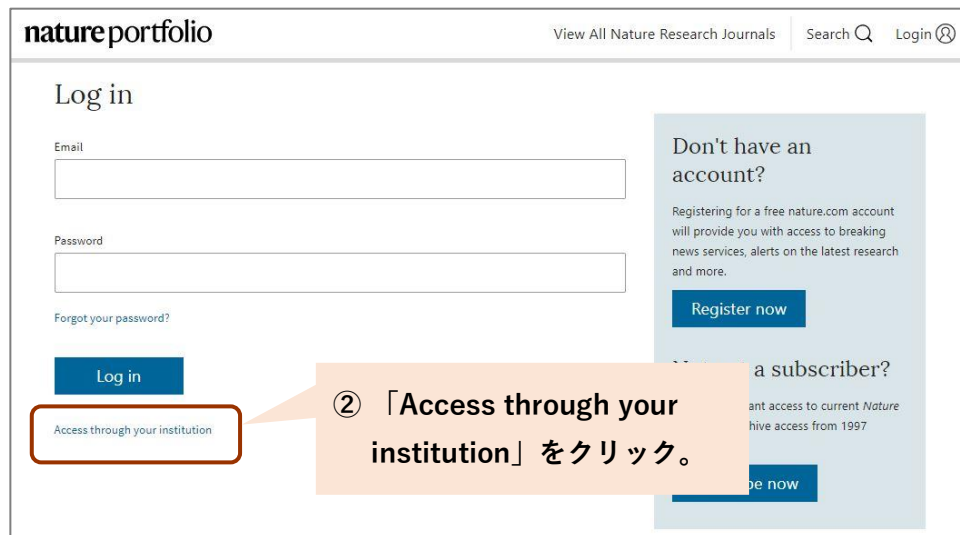 nature portfolio
View All Nature Research Journals
Search
Login
Log in
Email
Password
Forgot your password?
Log in
Access through your institution
② 「Access through your
institution」をクリック。
Don't have an
account?
Registering for a free nature.com account
will provide you with access to breaking
news services, alerts on the latest research
and more.
Register now
a subscriber?
access to current Nature
access from 1997
now